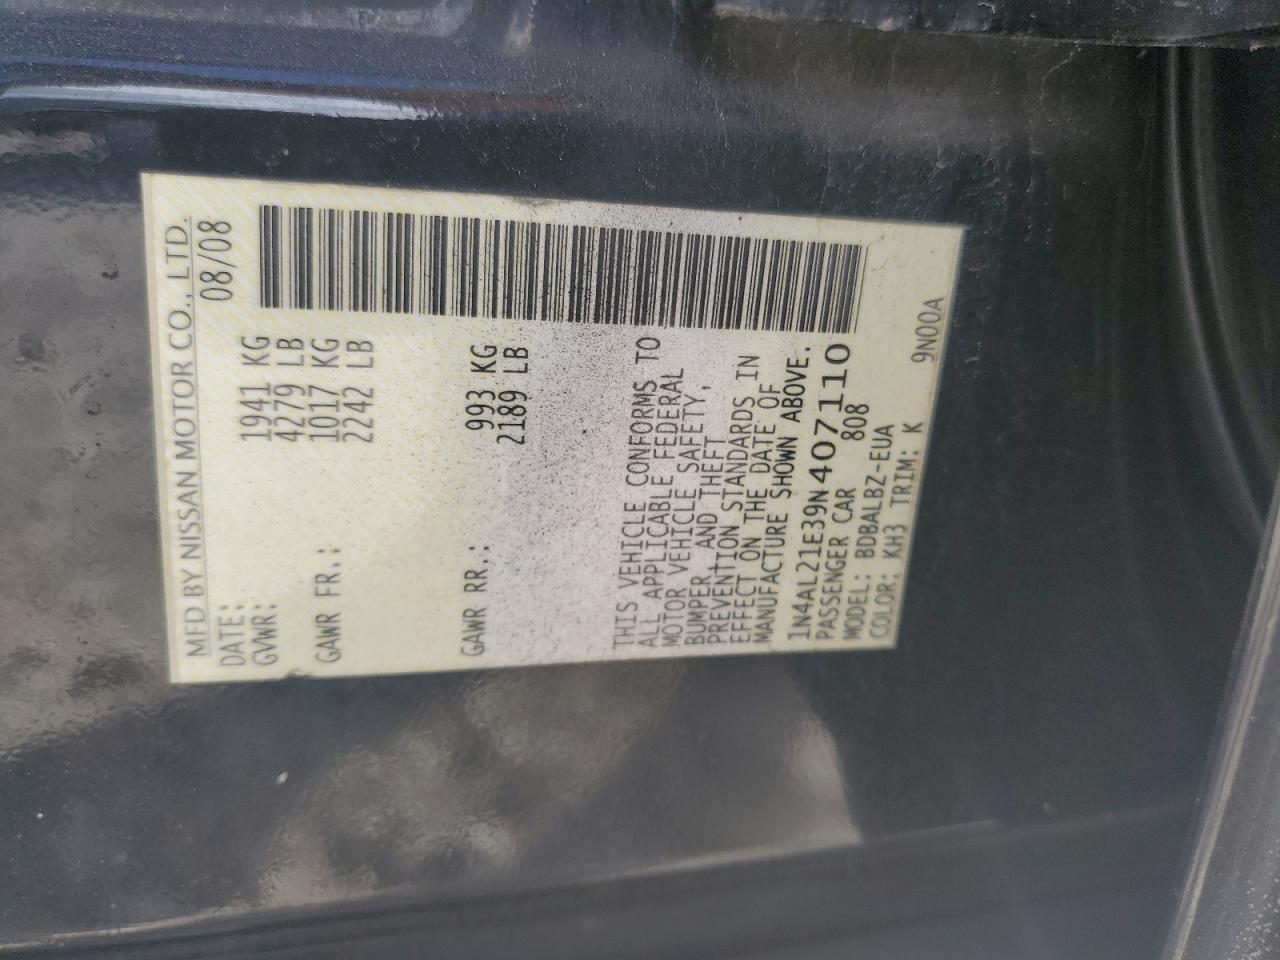 MFD BY NISSAN MOTOR CO., LTD.
DATE: 08/08
GVWR: 1941 KG
4279 LB
GAWR FR.: 1017 KG
2242 LB
GAWR RR.: 993 KG
2189 LB
THIS VEHICLE CONFORMS TO
ALL APPLICABLE FEDERAL
MOTOR VEHICLE SAFETY,
BUMPER AND THEFT
PREVENTION STANDARDS IN
EFFECT ON THE DATE OF
MANUFACTURE SHOWN ABOVE.
1N4AL21E39N407110
PASSENGER CAR 808
MODEL: BDBALBZ-EUA
COLOR: KH3 TRIM: K
9N00A